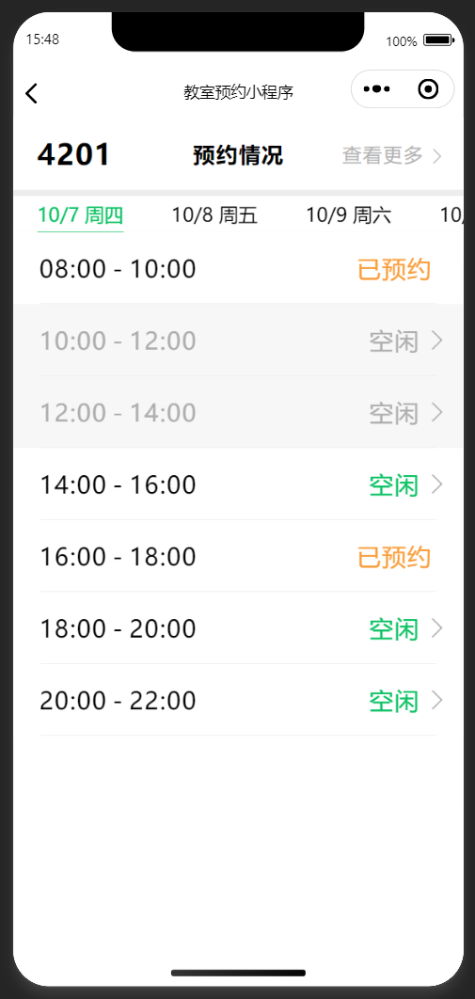 15:48 100%
教室预约小程序
4201 预约情况 查看更多
10/7 周四 10/8 周五 10/9 周六 10/
08:00 - 10:00 已预约
10:00 - 12:00 空闲
12:00 - 14:00 空闲
14:00 - 16:00 空闲
16:00 - 18:00 已预约
18:00 - 20:00 空闲
20:00 - 22:00 空闲